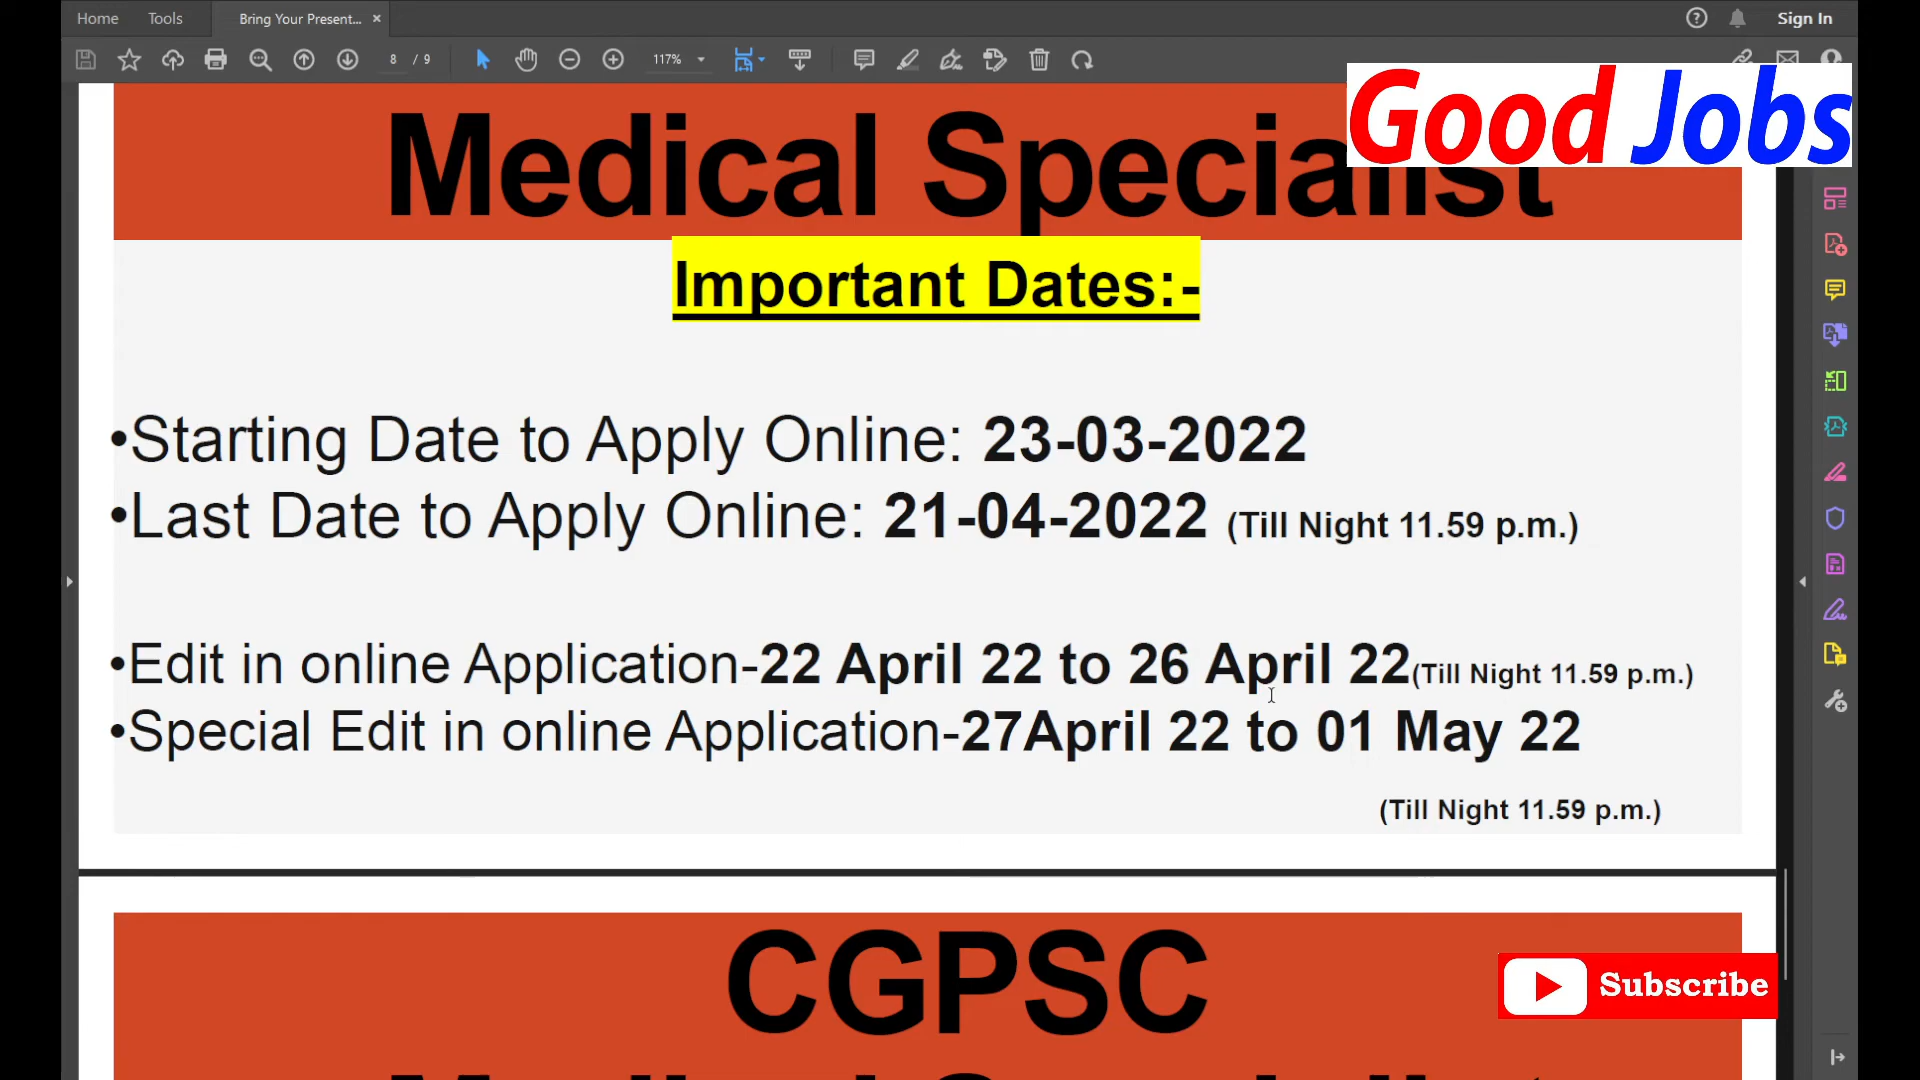 Home Tools Bring Your Present... × Sign In
8 / 9 117%
Good Jobs
Medical Specialist
Important Dates:-
•Starting Date to Apply Online: 23-03-2022
•Last Date to Apply Online: 21-04-2022 (Till Night 11.59 p.m.)
•Edit in online Application-22 April 22 to 26 April 22(Till Night 11.59 p.m.)
•Special Edit in online Application-27April 22 to 01 May 22
(Till Night 11.59 p.m.)
CGPSC
Subscribe